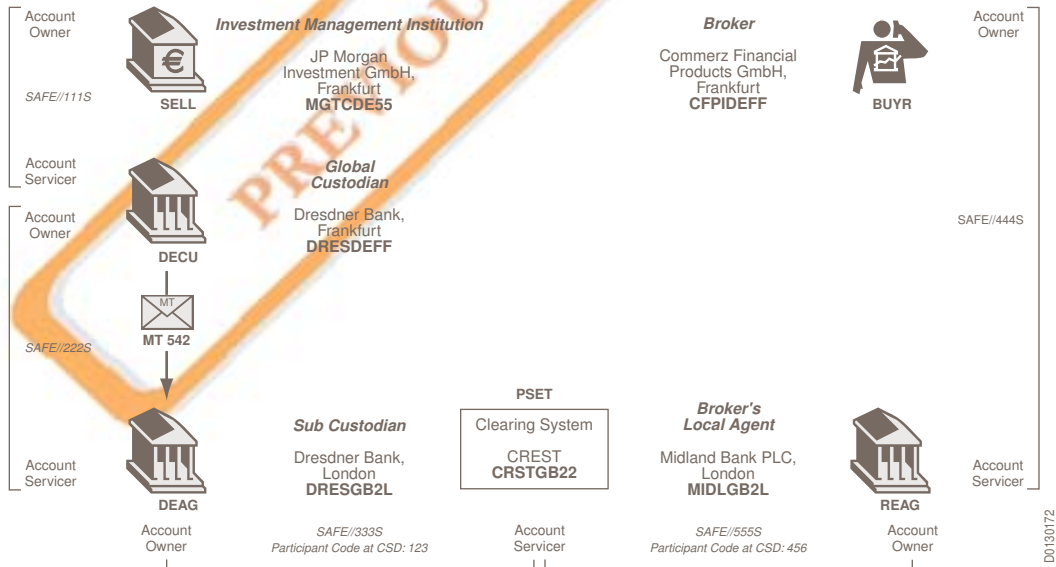 Account
Owner
Investment Management Institution
Broker
Account
Owner
JP Morgan
Investment GmbH,
Frankfurt
MGTCDE55
Commerz Financial
Products GmbH,
Frankfurt
CFPIDEFF
€
SAFE//111S
SELL
BUYR
PREVIOU
Account
Servicer
Global
Custodian
Account
Owner
Dresdner Bank,
Frankfurt
DRESDEFF
SAFE//444S
DECU
MT
MT 542
SAFE//222S
PSET
Sub Custodian
Clearing System
Broker's
Local Agent
Account
Servicer
Dresdner Bank,
London
DRESGB2L
CREST
CRSTGB22
Midland Bank PLC,
London
MIDLGB2L
Account
Servicer
DEAG
REAG
Account
Owner
SAFE//333S
Participant Code at CSD: 123
Account
Servicer
SAFE//555S
Participant Code at CSD: 456
Account
Owner
D0130172